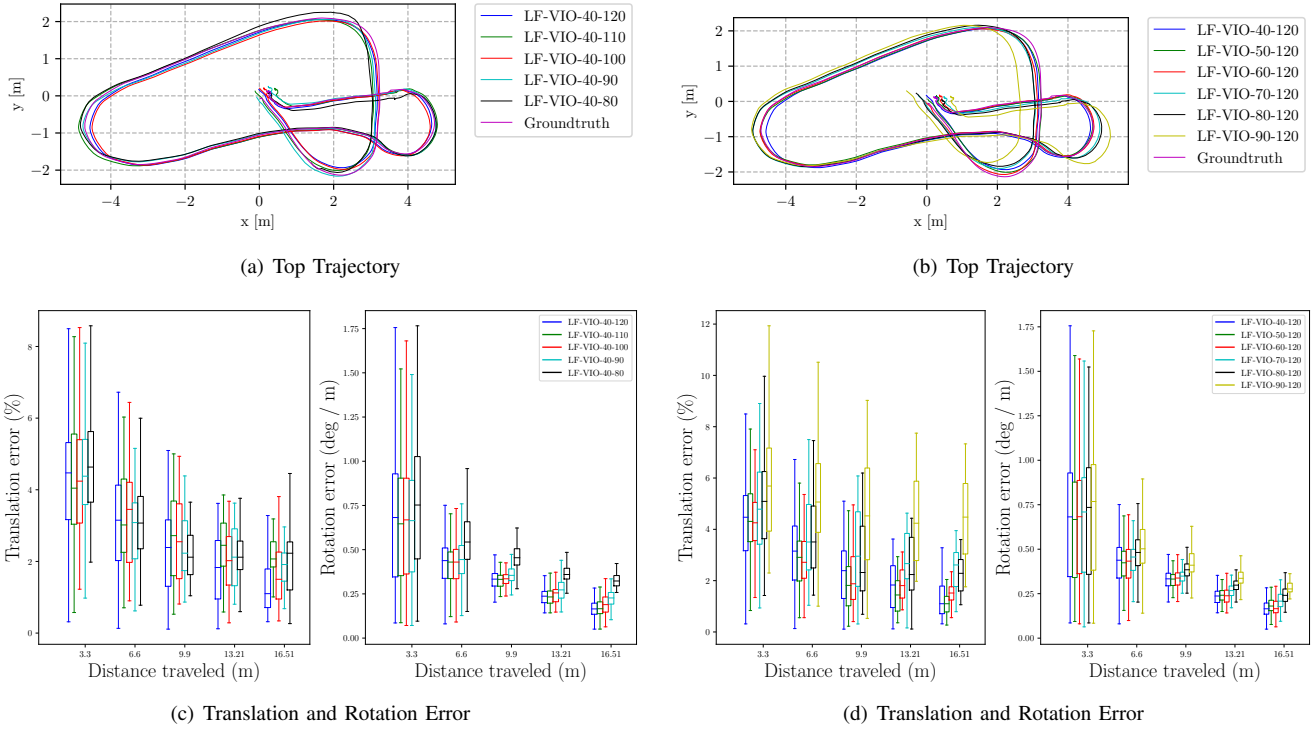 2
1
0
−1
−2
y [m]
−4
−2
0
2
4
x [m]
LF-VIO-40-120
LF-VIO-40-110
LF-VIO-40-100
LF-VIO-40-90
LF-VIO-40-80
Groundtruth
(a) Top Trajectory
2
1
0
−1
−2
y [m]
−4
−2
0
2
4
x [m]
LF-VIO-40-120
LF-VIO-50-120
LF-VIO-60-120
LF-VIO-70-120
LF-VIO-80-120
LF-VIO-90-120
Groundtruth
(b) Top Trajectory
Translation error (%)
8
6
4
2
0
3.3
6.6
9.9
13.21
16.51
Distance traveled (m)
Rotation error (deg / m)
1.75
1.50
1.25
1.00
0.75
0.50
0.25
0.00
LF-VIO-40-120
LF-VIO-40-110
LF-VIO-40-100
LF-VIO-40-90
LF-VIO-40-80
3.3
6.6
9.9
13.21
16.51
Distance traveled (m)
(c) Translation and Rotation Error
Translation error (%)
12
10
8
6
4
2
0
3.3
6.6
9.9
13.21
16.51
Distance traveled (m)
Rotation error (deg / m)
1.75
1.50
1.25
1.00
0.75
0.50
0.25
0.00
LF-VIO-40-120
LF-VIO-50-120
LF-VIO-60-120
LF-VIO-70-120
LF-VIO-80-120
LF-VIO-90-120
3.3
6.6
9.9
13.21
16.51
Distance traveled (m)
(d) Translation and Rotation Error